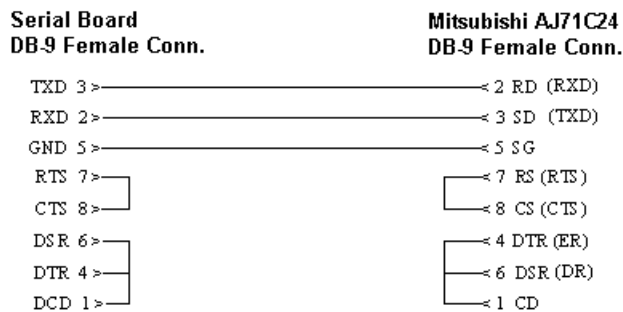 Serial Board
DB-9 Female Conn.
Mitsubishi AJ71C24
DB-9 Female Conn.
TXD 3 2 RD (RXD)
RXD 2 3 SD (TXD)
GND 5 5 SG
RTS 7 7 RS (RTS)
CTS 8 8 CS (CTS)
DSR 6 4 DTR (ER)
DTR 4 6 DSR (DR)
DCD 1 1 CD